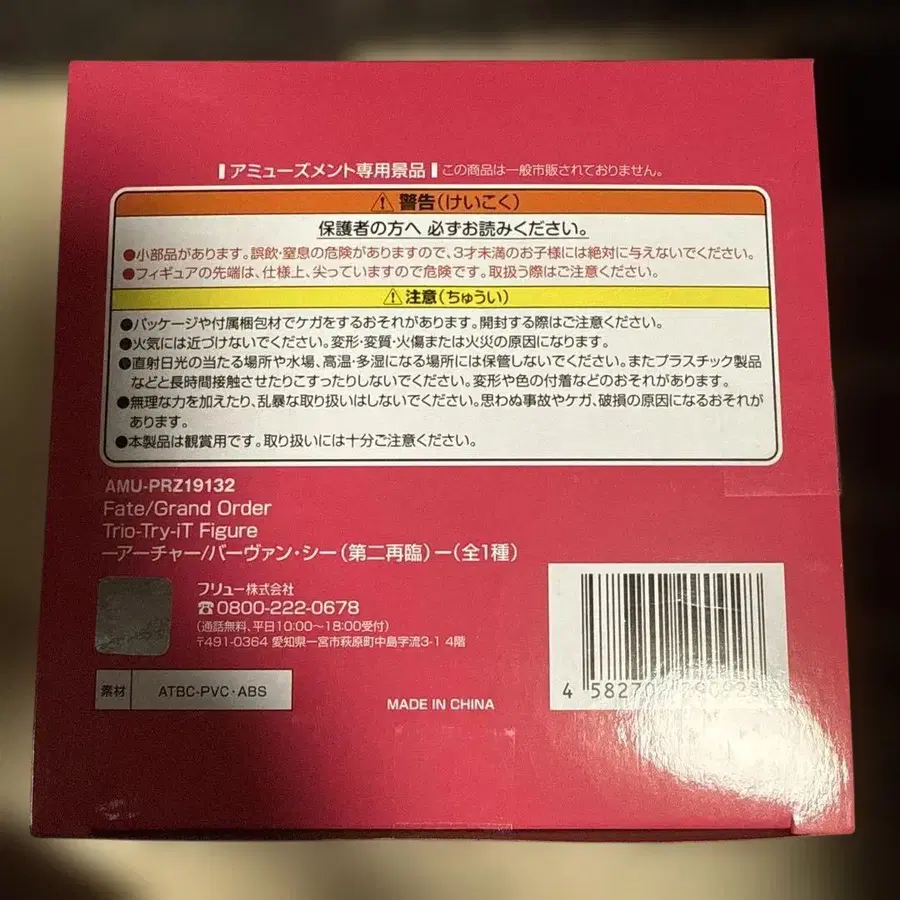 アミューズメント専用景品 この商品は一般市販されておりません。
警告(けいこく)
保護者の方へ 必ずお読みください。
●小部品があります。誤飲・窒息の危険がありますので、3才未満のお子様には絶対に与えないでください。
●フィギュアの先端は、仕様上、尖っていますので危険です。取扱う際はご注意ください。
注意(ちゅうい)
●パッケージや付属梱包材でケガをするおそれがあります。開封する際はご注意ください。
●火気には近づけないでください。変形・変質・火傷または火災の原因になります。
●直射日光の当たる場所や水場、高温・多湿になる場所には保管しないでください。またプラスチック製品
などと長時間接触させたりこすったりしないでください。変形や色の付着などのおそれがあります。
●無理な力を加えたり、乱暴な取り扱いはしないでください。思わぬ事故やケガ、破損の原因になるおそれが
あります。
●本製品は観賞用です。取り扱いには十分ご注意ください。
AMU-PRZ19132
Fate/Grand Order
Trio-Try-iT Figure
ーアーチャー/バーヴァン・シー(第二再臨)ー(全1種)
フリュー株式会社
☎0800-222-0678
(通話無料、平日10:00〜18:00受付)
〒491-0364 愛知県一宮市萩原町中島字流3-1 4階
素材 ATBC-PVC・ABS
MADE IN CHINA